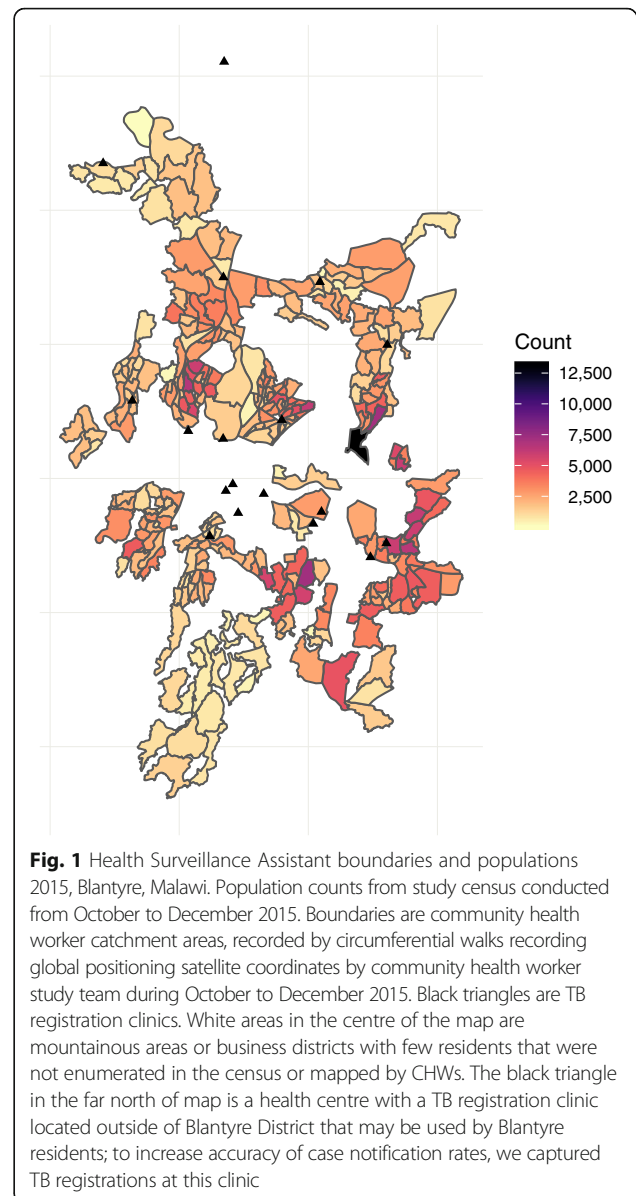 Count
12,500
10,000
7,500
5,000
2,500
Fig. 1 Health Surveillance Assistant boundaries and populations
2015, Blantyre, Malawi. Population counts from study census conducted
from October to December 2015. Boundaries are community health
worker catchment areas, recorded by circumferential walks recording
global positioning satellite coordinates by community health worker
study team during October to December 2015. Black triangles are TB
registration clinics. White areas in the centre of the map are
mountainous areas or business districts with few residents that were
not enumerated in the census or mapped by CHWs. The black triangle
in the far north of map is a health centre with a TB registration clinic
located outside of Blantyre District that may be used by Blantyre
residents; to increase accuracy of case notification rates, we captured
TB registrations at this clinic